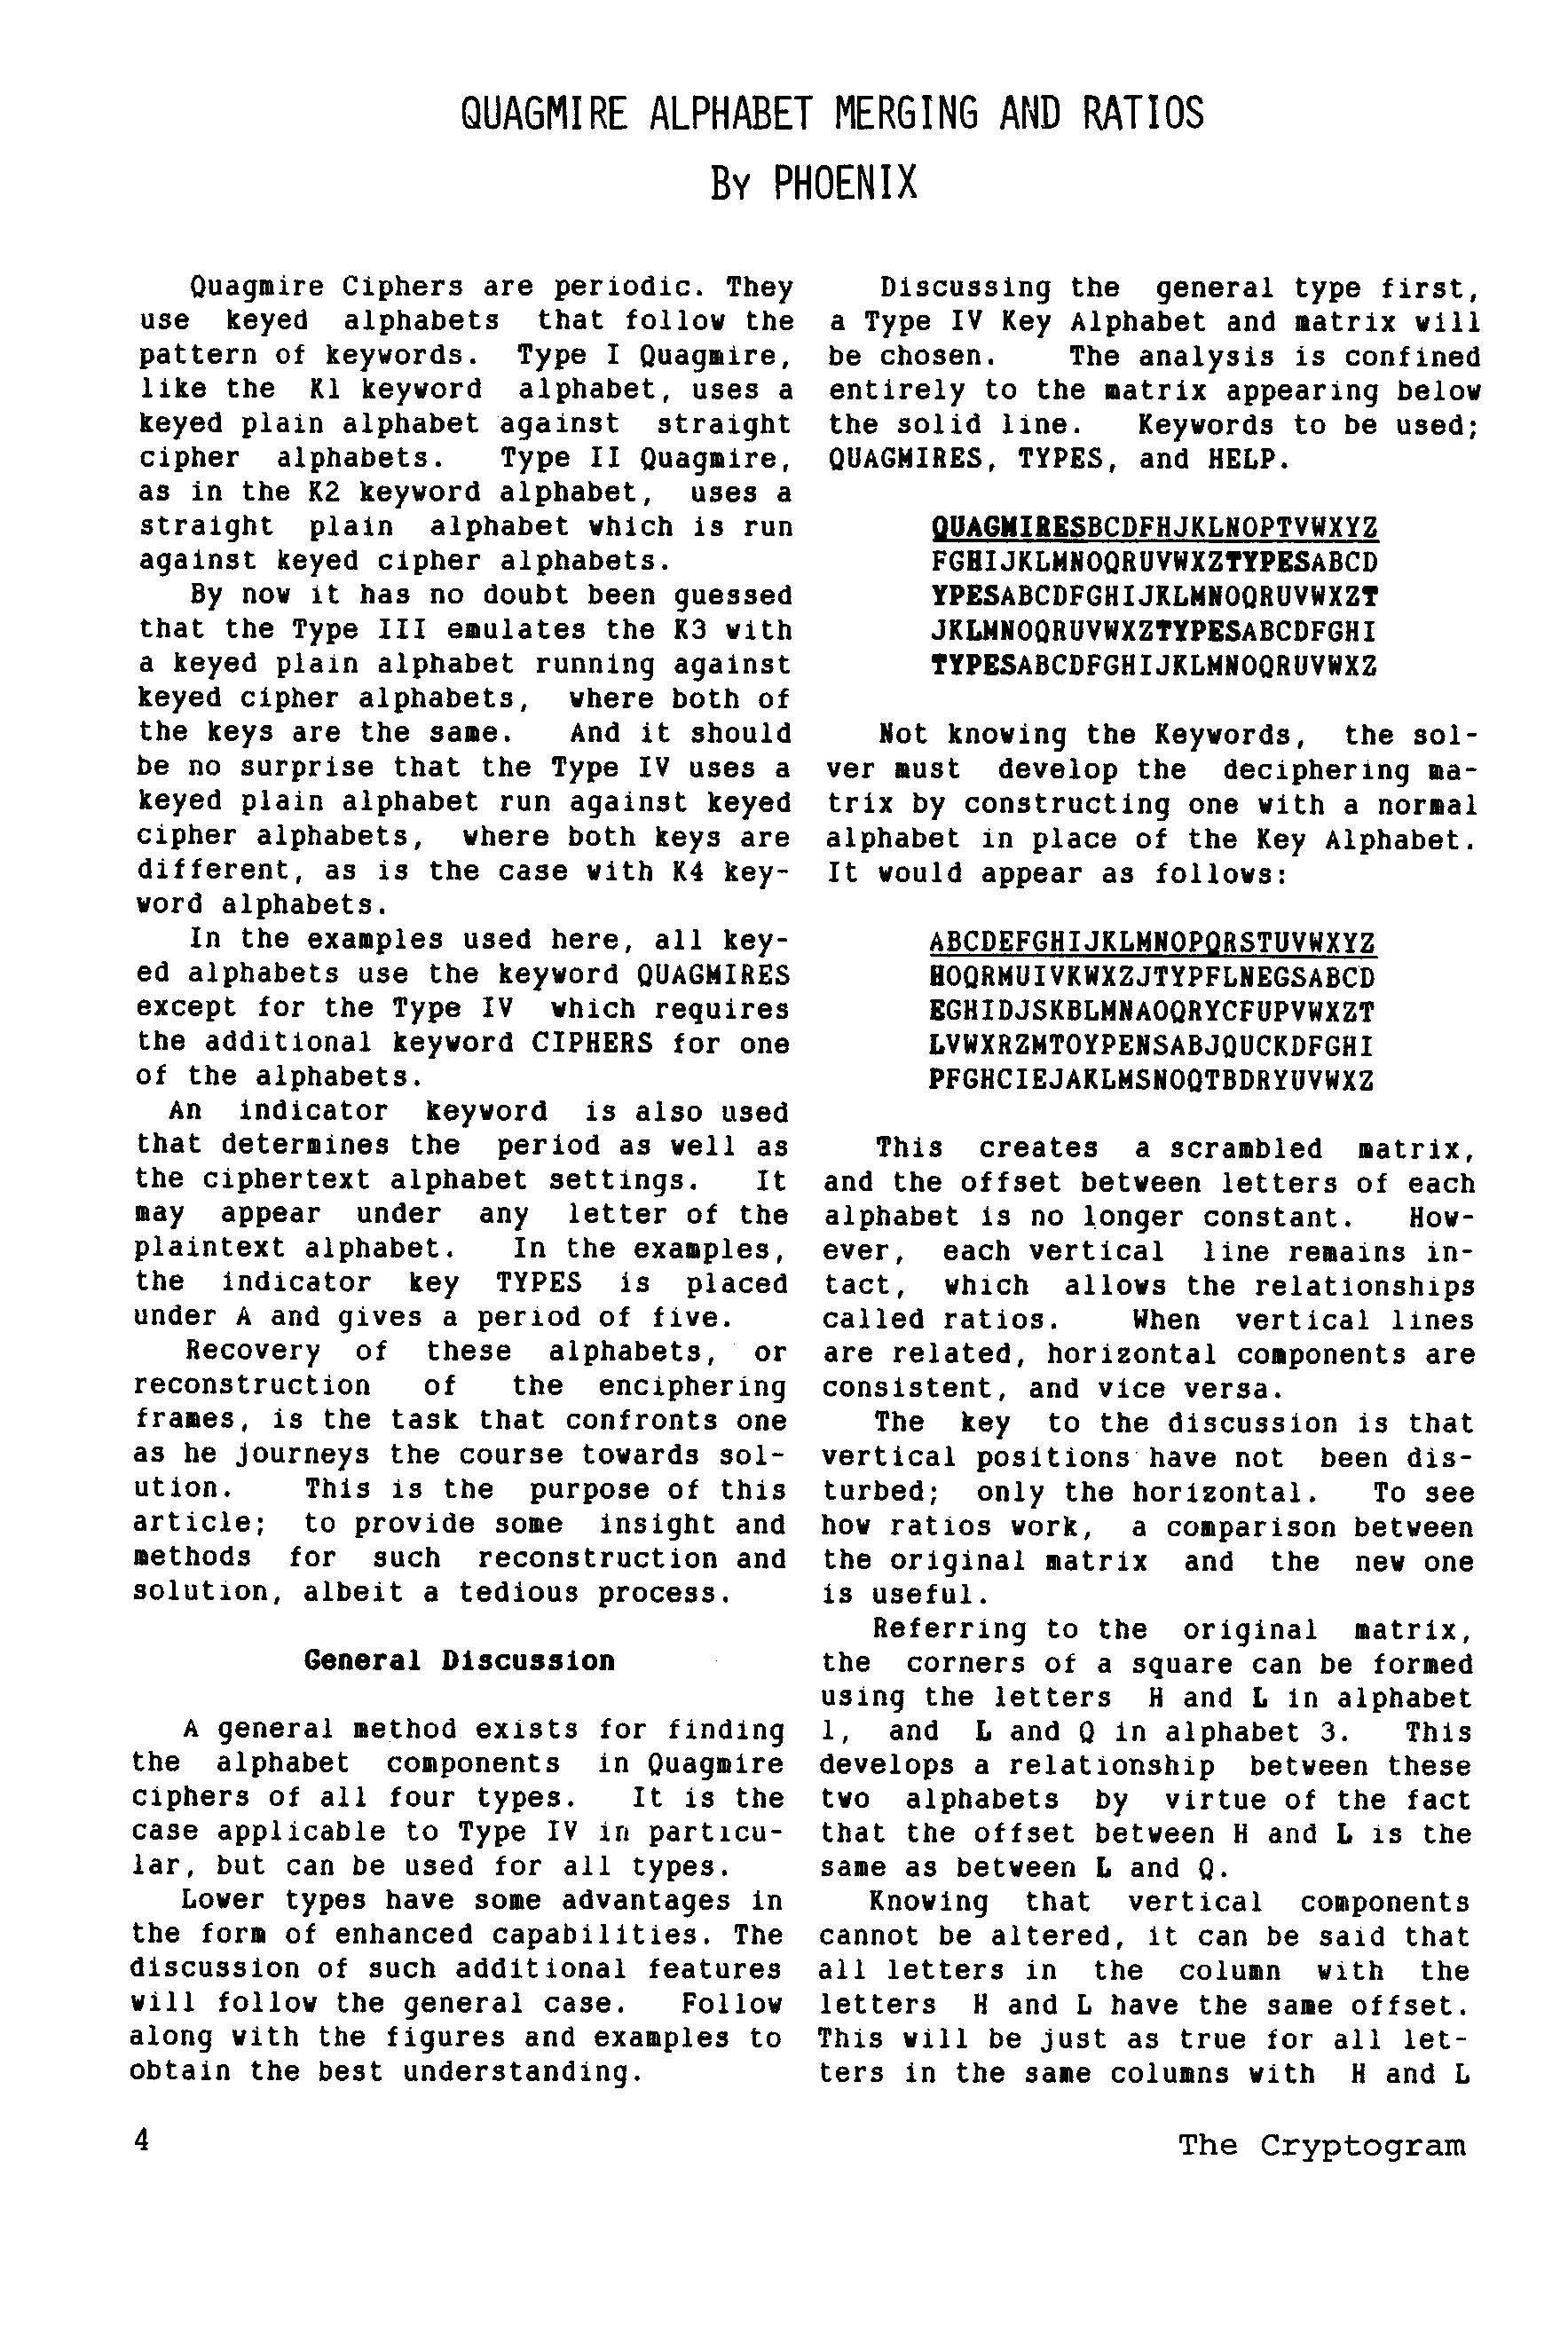 QUAGMIRE ALPHABET MERGING AND RATIOS
BY PHOENIX
Quagmire Ciphers are periodic. They
use keyed alphabets that follow the
pattern of keywords. Type I Quagmire,
like the K1 keyword alphabet, uses a
keyed plain alphabet against straight
cipher alphabets. Type II Quagmire,
as in the K2 keyword alphabet, uses a
straight plain alphabet which is run
against keyed cipher alphabets.
By now it has no doubt been guessed
that the Type III emulates the K3 with
a keyed plain alphabet running against
keyed cipher alphabets, where both of
the keys are the same. And it should
be no surprise that the Type IV uses a
keyed plain alphabet run against keyed
cipher alphabets, where both keys are
different, as is the case with K4 key-
word alphabets.
In the examples used here, all key-
ed alphabets use the keyword QUAGMIRES
except for the Type IV which requires
the additional keyword CIPHERS for one
of the alphabets.
An indicator keyword is also used
that determines the period as well as
the ciphertext alphabet settings. It
may appear under any letter of the
plaintext alphabet. In the examples,
the indicator key TYPES is placed
under A and gives a period of five.
Recovery of these alphabets, or
reconstruction of the enciphering
frames, is the task that confronts one
as he journeys the course towards sol-
ution. This is the purpose of this
article; to provide some insight and
methods for such reconstruction and
solution, albeit a tedious process.
General Discussion
A general method exists for finding
the alphabet components in Quagmire
ciphers of all four types. It is the
case applicable to Type IV in particu-
lar, but can be used for all types.
Lower types have some advantages in
the form of enhanced capabilities. The
discussion of such additional features
will follow the general case. Follow
along with the figures and examples to
obtain the best understanding.
Discussing the general type first,
a Type IV Key Alphabet and matrix will
be chosen. The analysis is confined
entirely to the matrix appearing below
the solid line. Keywords to be used;
QUAGMIRES, TYPES, and HELP.
QUAGMIRESBCDFHJKLNOPTVWXYZ
FGHIJKLMNOQRUVWXZTYPESABCD
YPESABCDFGHIJKLMNOQRUVWXZT
JKLMNOQRUVWXZTYPESABCDFGHI
TYPESABCDFGHIJKLMNOQRUVWXZ
Not knowing the Keywords, the sol-
ver must develop the deciphering ma-
trix by constructing one with a normal
alphabet in place of the Key Alphabet.
It would appear as follows:
ABCDEFGHIJKLMNOPQRSTUVWXYZ
HOQRMUIVKWXZJTYPFLNEGSABCD
EGHIDJSKBLMNAOQRYCFUPVWXZT
LVWXRZMTOYPENSABJQUCKDFGHI
PFGHCIEJAKLMSNOQTBDRYUVWXZ
This creates a scrambled matrix,
and the offset between letters of each
alphabet is no longer constant. How-
ever, each vertical line remains in-
tact, which allows the relationships
called ratios. When vertical lines
are related, horizontal components are
consistent, and vice versa.
The key to the discussion is that
vertical positions have not been dis-
turbed; only the horizontal. To see
how ratios work, a comparison between
the original matrix and the new one
is useful.
Referring to the original matrix,
the corners of a square can be formed
using the letters H and L in alphabet
1, and L and Q in alphabet 3. This
develops a relationship between these
two alphabets by virtue of the fact
that the offset between H and L is the
same as between L and Q.
Knowing that vertical components
cannot be altered, it can be said that
all letters in the column with the
letters H and L have the same offset.
This will be just as true for all let-
ters in the same columns with H and L
4
The Cryptogram